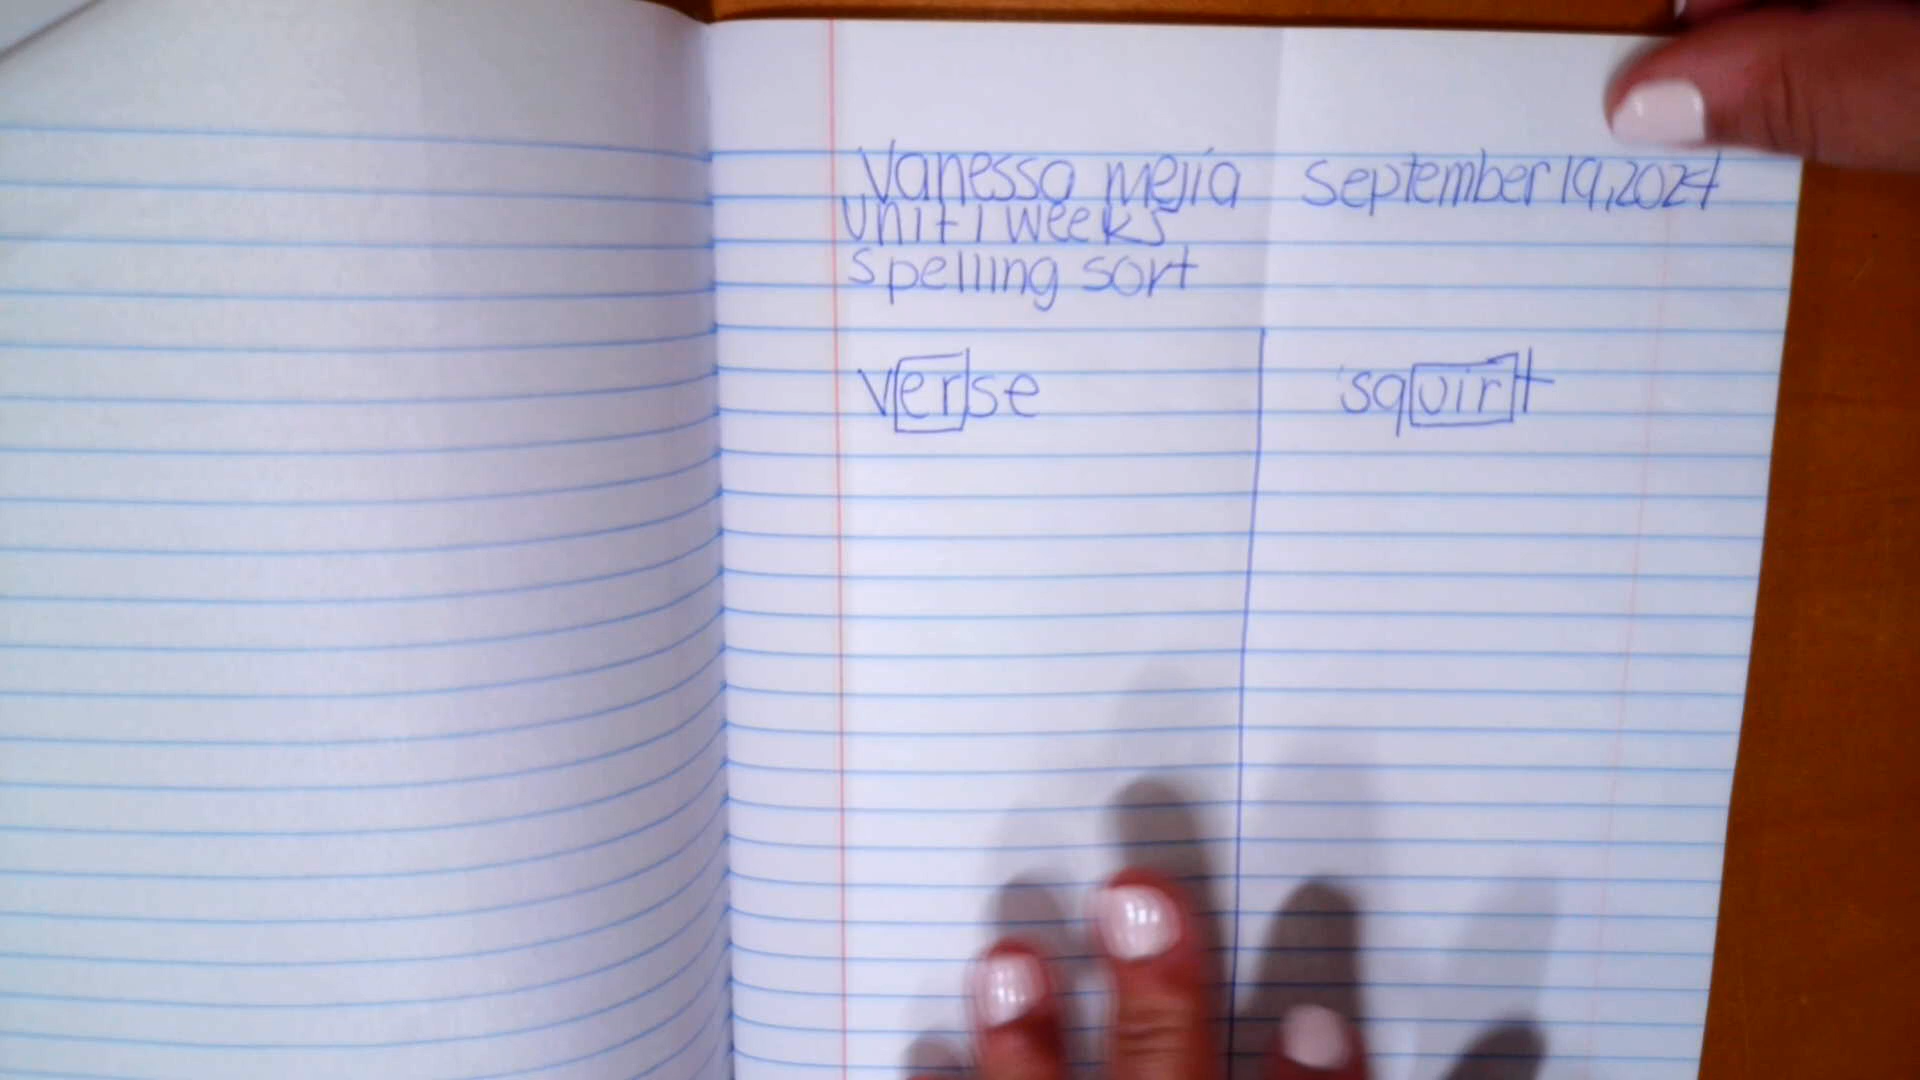 Vanessa Mejia September 19, 2024
Unit 1 week 5
Spelling sort
verse squirt